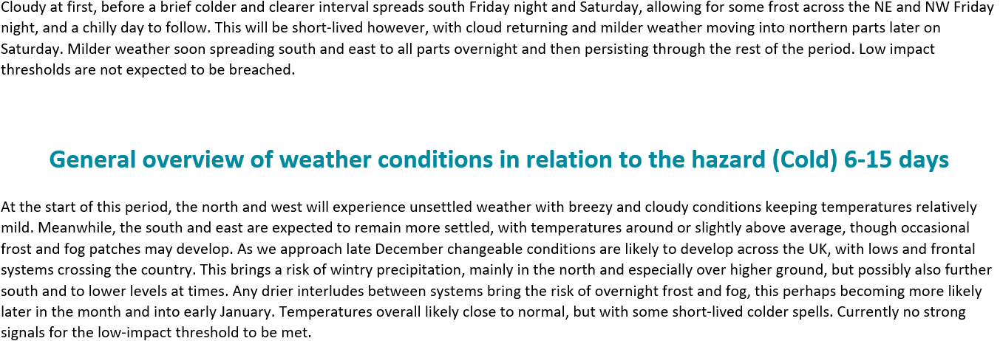 Cloudy at first, before a brief colder and clearer interval spreads south Friday night and Saturday, allowing for some frost across the NE and NW Friday
night, and a chilly day to follow. This will be short-lived however, with cloud returning and milder weather moving into northern parts later on
Saturday. Milder weather soon spreading south and east to all parts overnight and then persisting through the rest of the period. Low impact
thresholds are not expected to be breached.
General overview of weather conditions in relation to the hazard (Cold) 6-15 days
At the start of this period, the north and west will experience unsettled weather with breezy and cloudy conditions keeping temperatures relatively
mild. Meanwhile, the south and east are expected to remain more settled, with temperatures around or slightly above average, though occasional
frost and fog patches may develop. As we approach late December changeable conditions are likely to develop across the UK, with lows and frontal
systems crossing the country. This brings a risk of wintry precipitation, mainly in the north and especially over higher ground, but possibly also further
south and to lower levels at times. Any drier interludes between systems bring the risk of overnight frost and fog, this perhaps becoming more likely
later in the month and into early January. Temperatures overall likely close to normal, but with some short-lived colder spells. Currently no strong
signals for the low-impact threshold to be met.